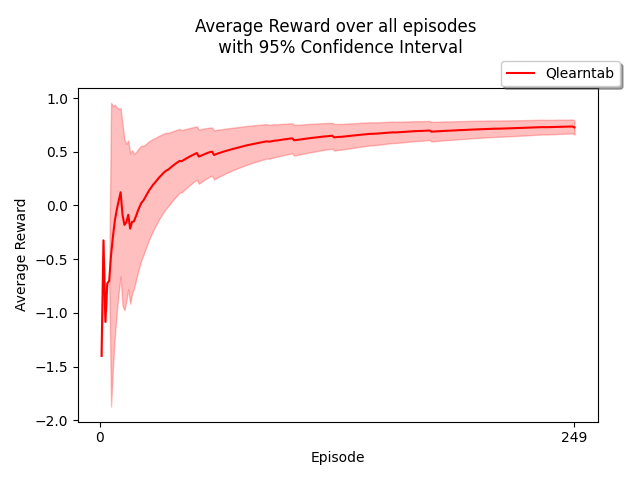 Average Reward over all episodes
with 95% Confidence Interval
Qlearntab
1.0
0.5
0.0
−0.5
−1.0
−1.5
−2.0
Average Reward
0
249
Episode